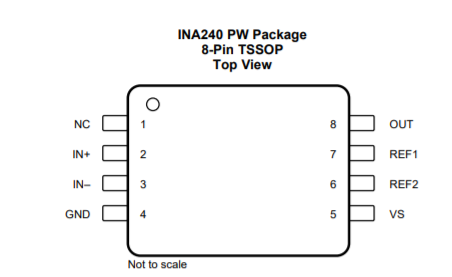 INA240 PW Package
8-Pin TSSOP
Top View
NC 1 8 OUT
IN+ 2 7 REF1
IN– 3 6 REF2
GND 4 5 VS
Not to scale